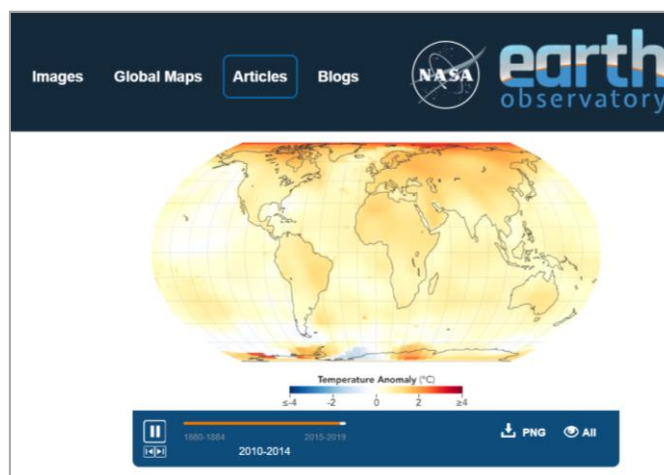 Images Global Maps Articles Blogs NASA earth
observatory
Temperature Anomaly (°C)
≤-4 -2 0 2 ≥4
1880-1884 2015-2019 PNG All
2010-2014